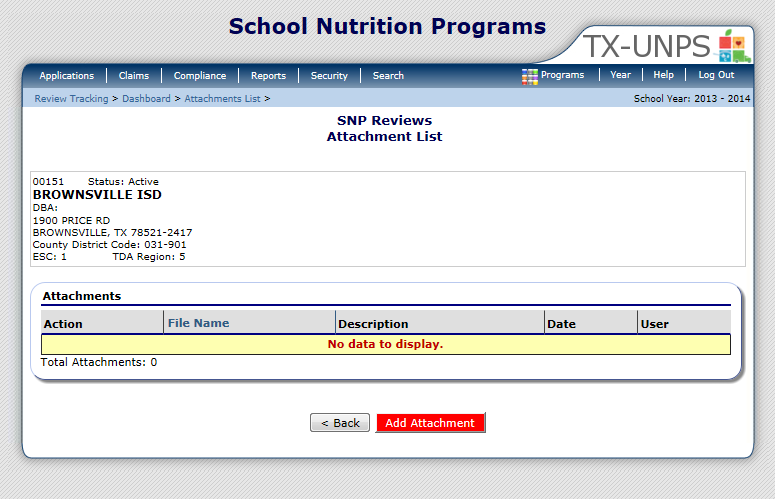 School Nutrition Programs
TX-UNPS
Applications Claims Compliance Reports Security Search Programs Year Help Log Out
Review Tracking > Dashboard > Attachments List > School Year: 2013 - 2014
SNP Reviews
Attachment List
00151 Status: Active
BROWNSVILLE ISD
DBA:
1900 PRICE RD
BROWNSVILLE, TX 78521-2417
County District Code: 031-901
ESC: 1 TDA Region: 5
Attachments
Action File Name Description Date User
No data to display.
Total Attachments: 0
< Back Add Attachment